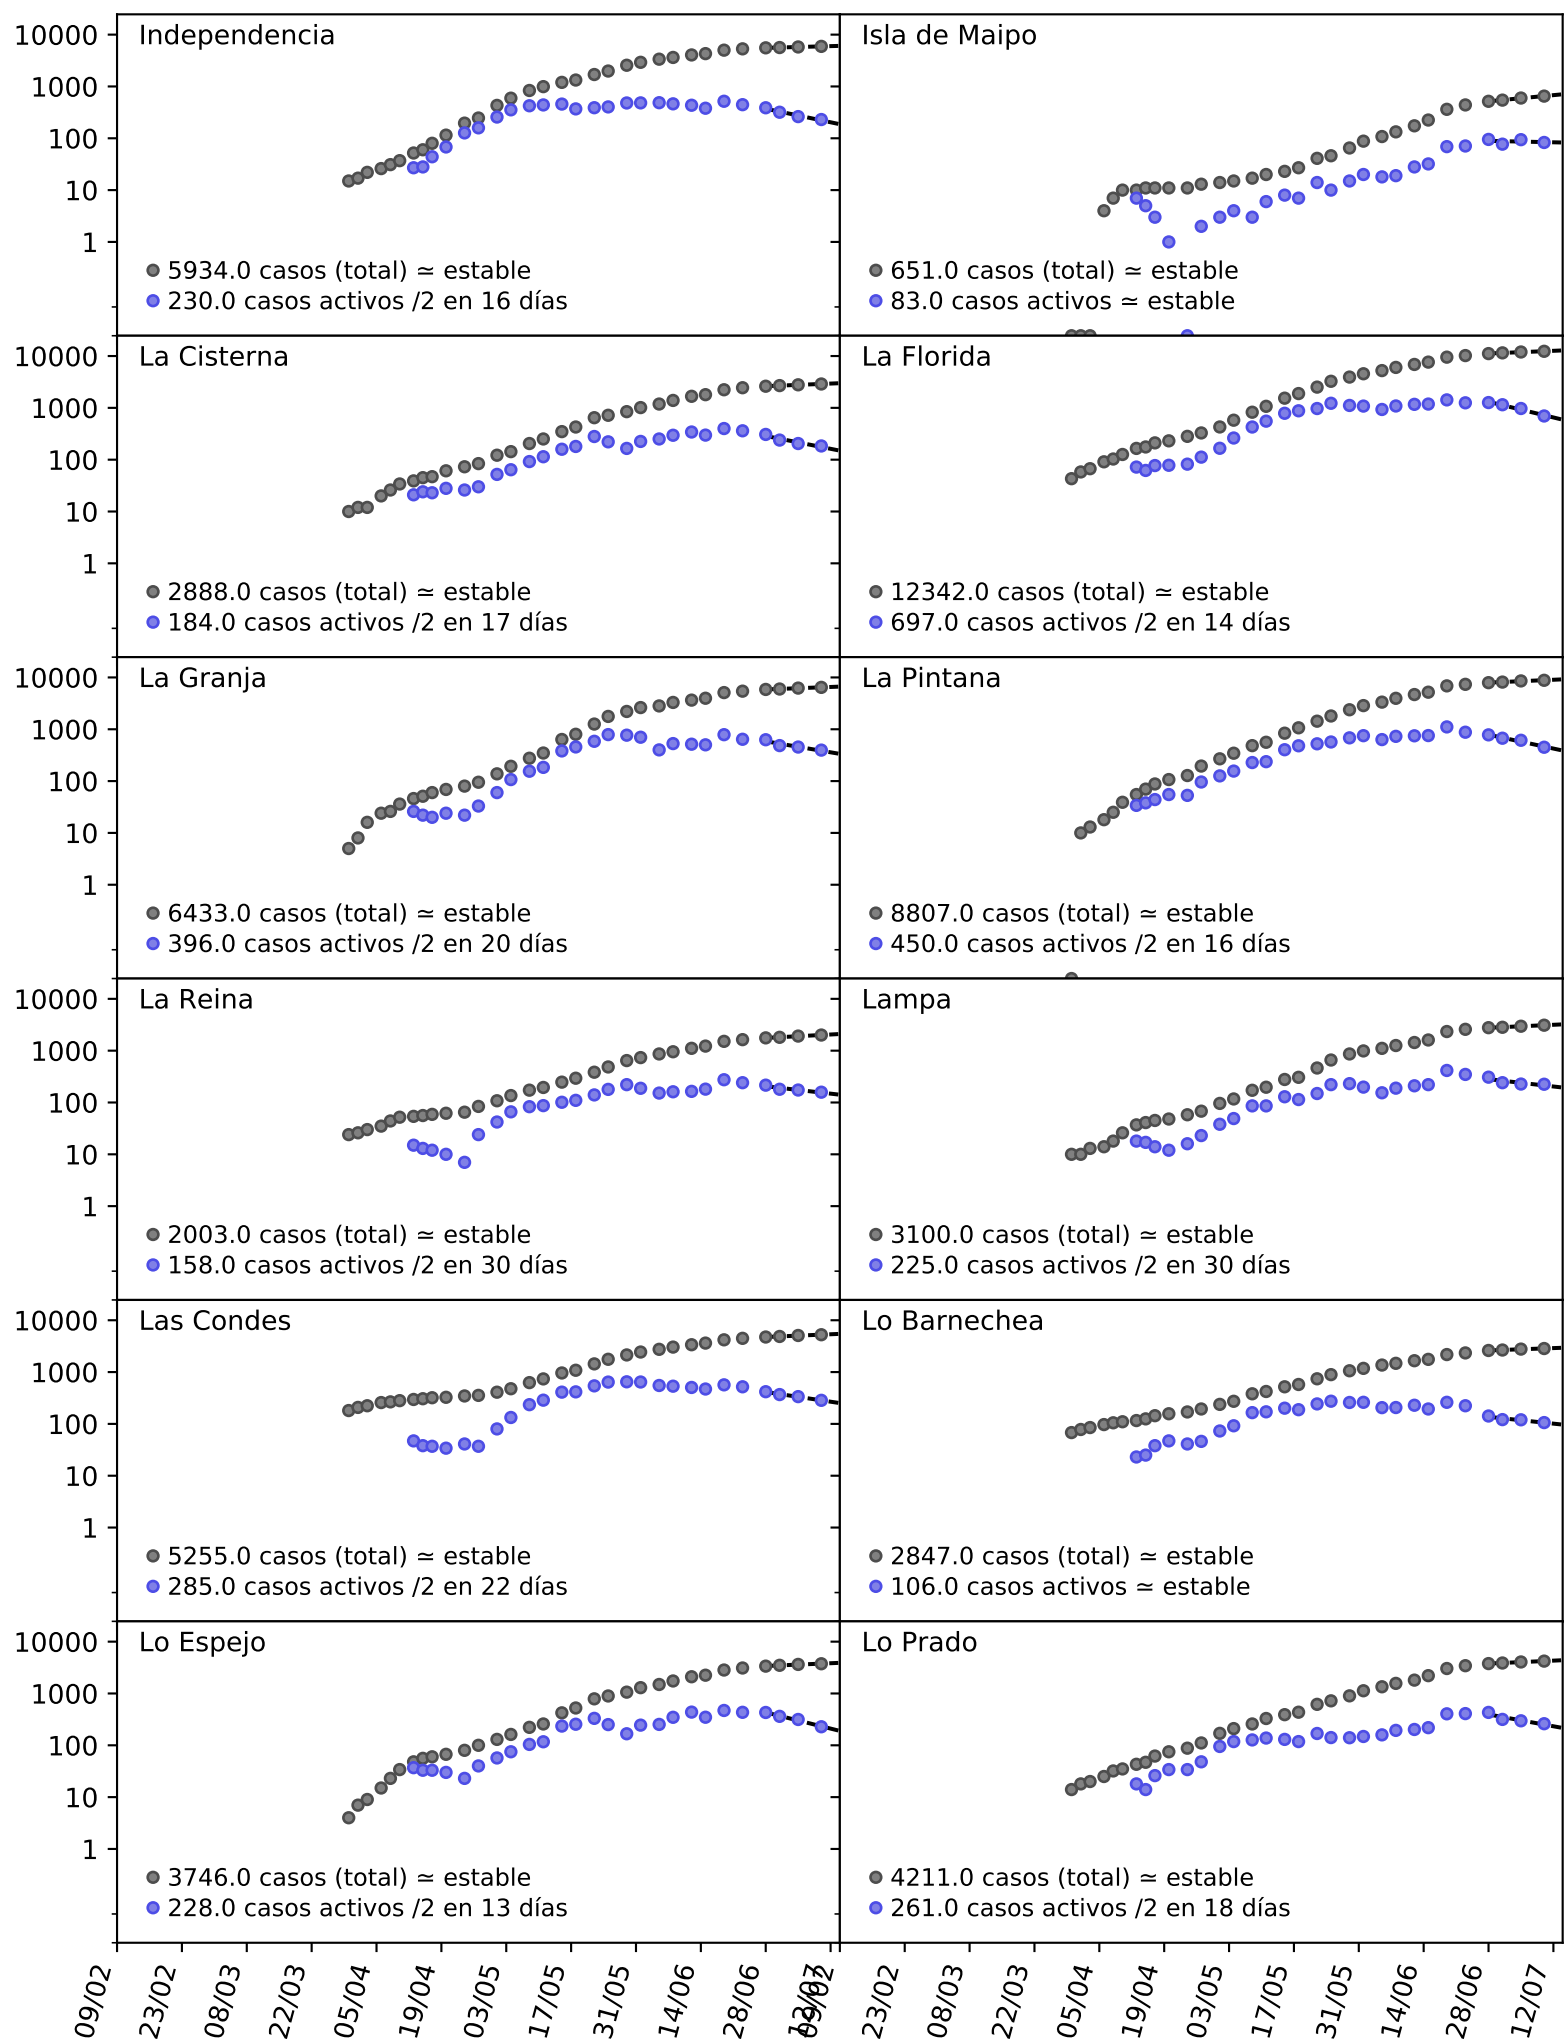 Independencia
10000
1000
100
10
1
5934.0 casos (total) ≃ estable
230.0 casos activos /2 en 16 días
Isla de Maipo
651.0 casos (total) ≃ estable
83.0 casos activos ≃ estable
La Cisterna
10000
1000
100
10
1
2888.0 casos (total) ≃ estable
184.0 casos activos /2 en 17 días
La Florida
12342.0 casos (total) ≃ estable
697.0 casos activos /2 en 14 días
La Granja
10000
1000
100
10
1
6433.0 casos (total) ≃ estable
396.0 casos activos /2 en 20 días
La Pintana
8807.0 casos (total) ≃ estable
450.0 casos activos /2 en 16 días
La Reina
10000
1000
100
10
1
2003.0 casos (total) ≃ estable
158.0 casos activos /2 en 30 días
Lampa
3100.0 casos (total) ≃ estable
225.0 casos activos /2 en 30 días
Las Condes
10000
1000
100
10
1
5255.0 casos (total) ≃ estable
285.0 casos activos /2 en 22 días
Lo Barnechea
2847.0 casos (total) ≃ estable
106.0 casos activos ≃ estable
Lo Espejo
10000
1000
100
10
1
3746.0 casos (total) ≃ estable
228.0 casos activos /2 en 13 días
Lo Prado
4211.0 casos (total) ≃ estable
261.0 casos activos /2 en 18 días
09/02
23/02
08/03
22/03
05/04
19/04
03/05
17/05
31/05
14/06
28/06
12/07
09/02
23/02
08/03
22/03
05/04
19/04
03/05
17/05
31/05
14/06
28/06
12/07